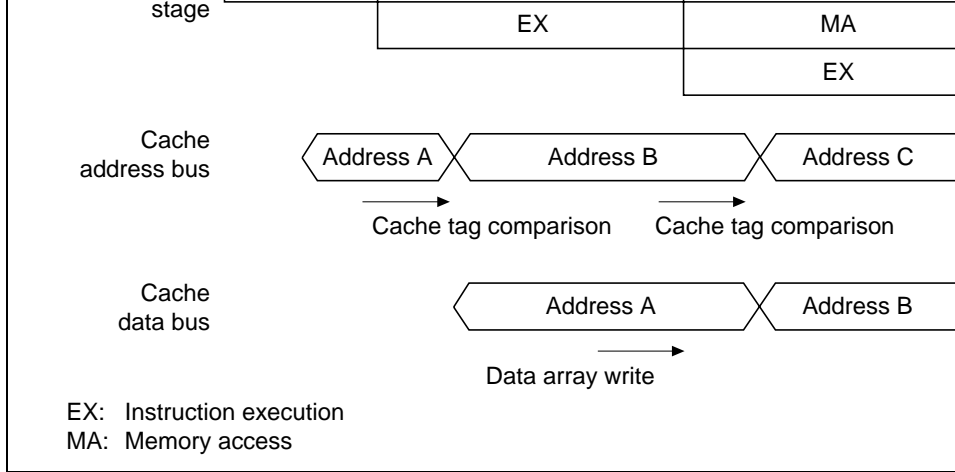 stage
EX MA
EX
Cache
address bus
Address A Address B Address C
Cache tag comparison Cache tag comparison
Cache
data bus
Address A Address B
Data array write
EX: Instruction execution
MA: Memory access